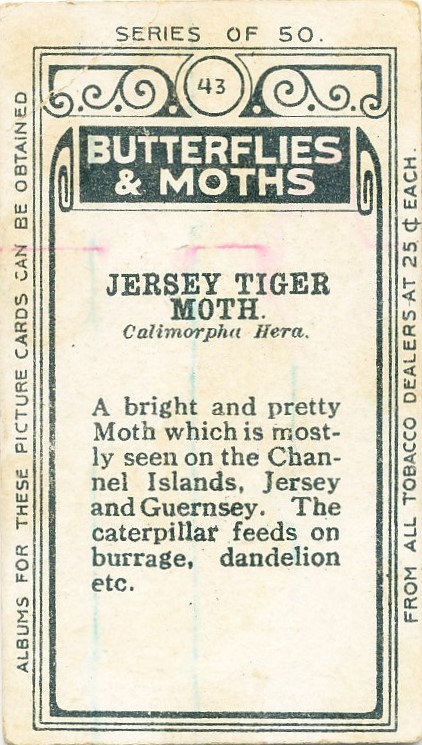 SERIES OF 50.
43
BUTTERFLIES
& MOTHS
JERSEY TIGER
MOTH.
Calimorpha Hera.
A bright and pretty
Moth which is most-
ly seen on the Chan-
nel Islands, Jersey
and Guernsey. The
caterpillar feeds on
burrage, dandelion
etc.
ALBUMS FOR THESE PICTURE CARDS CAN BE OBTAINED
FROM ALL TOBACCO DEALERS AT 25 ¢ EACH.